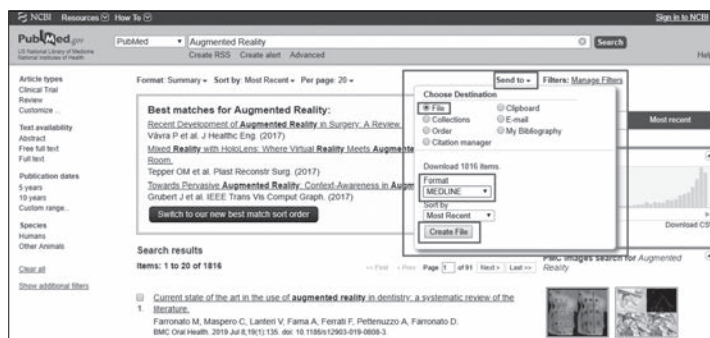 NCBI Resources How To Sign in to NCBI
PubMed.gov
US National Library of Medicine
National Institutes of Health
PubMed Augmented Reality Search
Create RSS Create alert Advanced Help
Article types
Clinical Trial
Review
Customize ...
Text availability
Abstract
Free full text
Full text
Publication dates
5 years
10 years
Custom range...
Species
Humans
Other Animals
Clear all
Show additional filters
Format: Summary Sort by: Most Recent Per page: 20 Send to Filters: Manage Filters
Best matches for Augmented Reality:
Recent Development of Augmented Reality in Surgery: A Review.
Vávra P et al. J Healthc Eng. (2017)
Mixed Reality with HoloLens: Where Virtual Reality Meets Augmente
Room.
Tepper OM et al. Plast Reconstr Surg. (2017)
Towards Pervasive Augmented Reality: Context-Awareness in Augm
Grubert J et al. IEEE Trans Vis Comput Graph. (2017)
Switch to our new best match sort order
Choose Destination
File Clipboard
Collections E-mail
Order My Bibliography
Citation manager
Download 1816 items.
Format
MEDLINE
Sort by
Most Recent
Create File
Most recent
Download CS
Search results
Items: 1 to 20 of 1816
<< First < Prev Page 1 of 91 Next > Last >>
PMC Images search for Augmented
Reality
Current state of the art in the use of augmented reality in dentistry: a systematic review of the
1. literature.
Farronato M, Maspero C, Lanteri V, Fama A, Ferrati F, Pettenuzzo A, Farronato D.
BMC Oral Health. 2019 Jul 8;19(1):135. doi: 10.1186/s12903-019-0808-3.